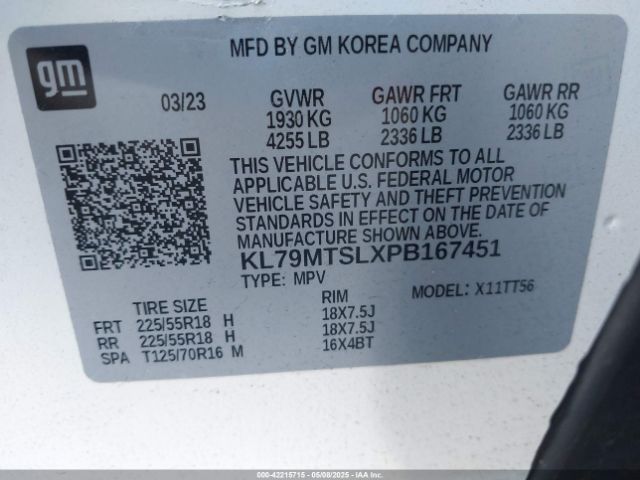 gm
MFD BY GM KOREA COMPANY
03/23 GVWR GAWR FRT GAWR RR
1930 KG 1060 KG 1060 KG
4255 LB 2336 LB 2336 LB
THIS VEHICLE CONFORMS TO ALL
APPLICABLE U.S. FEDERAL MOTOR
VEHICLE SAFETY AND THEFT PREVENTION
STANDARDS IN EFFECT ON THE DATE OF
MANUFACTURE SHOWN ABOVE.
KL79MTSLXPB167451
TYPE: MPV MODEL: X11TT56
TIRE SIZE RIM
FRT 225/55R18 H 18X7.5J
RR 225/55R18 H 18X7.5J
SPA T125/70R16 M 16X4BT
000-42215715 - 05/08/2025 - IAAI, Inc.